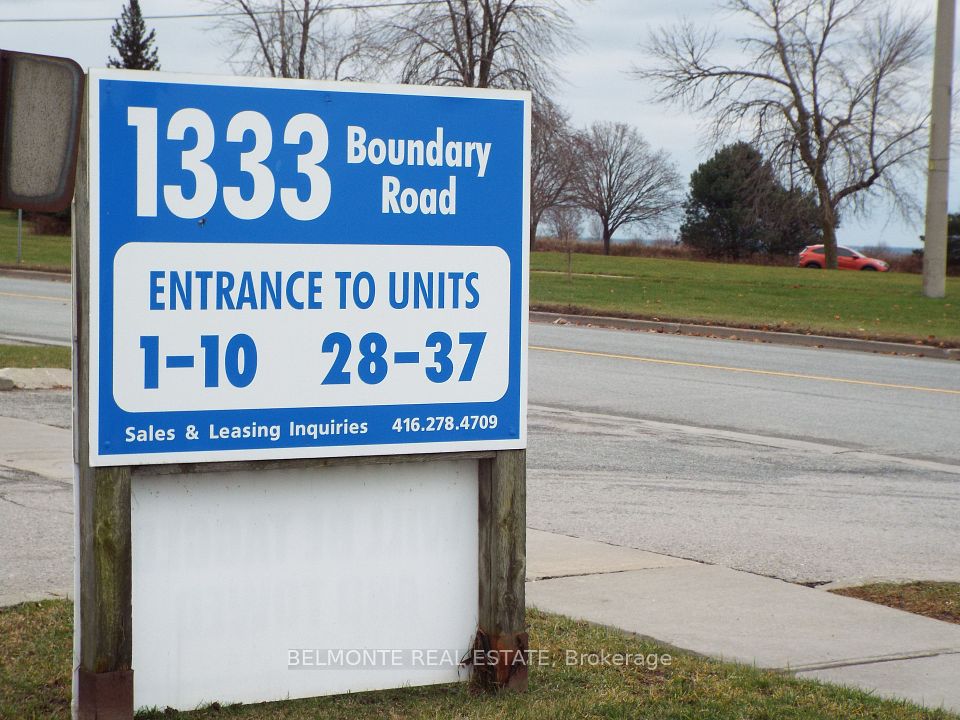 1333 Boundary
Road
ENTRANCE TO UNITS
1–10 28–37
Sales & Leasing Inquiries 416.278.4709
BELMONTE REAL ESTATE, Brokerage